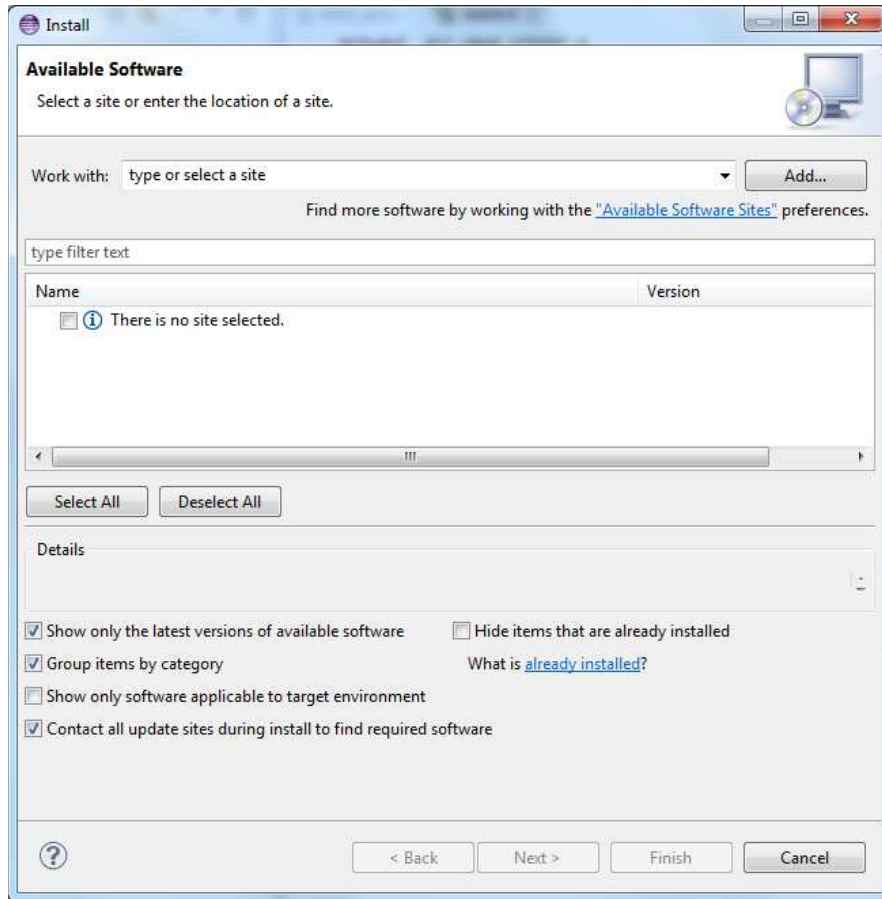 Install
Available Software
Select a site or enter the location of a site.
Work with: type or select a site Add...
Find more software by working with the "Available Software Sites" preferences.
type filter text
Name Version
There is no site selected.
Select All Deselect All
Details
Show only the latest versions of available software Hide items that are already installed
Group items by category What is already installed?
Show only software applicable to target environment
Contact all update sites during install to find required software
< Back Next > Finish Cancel